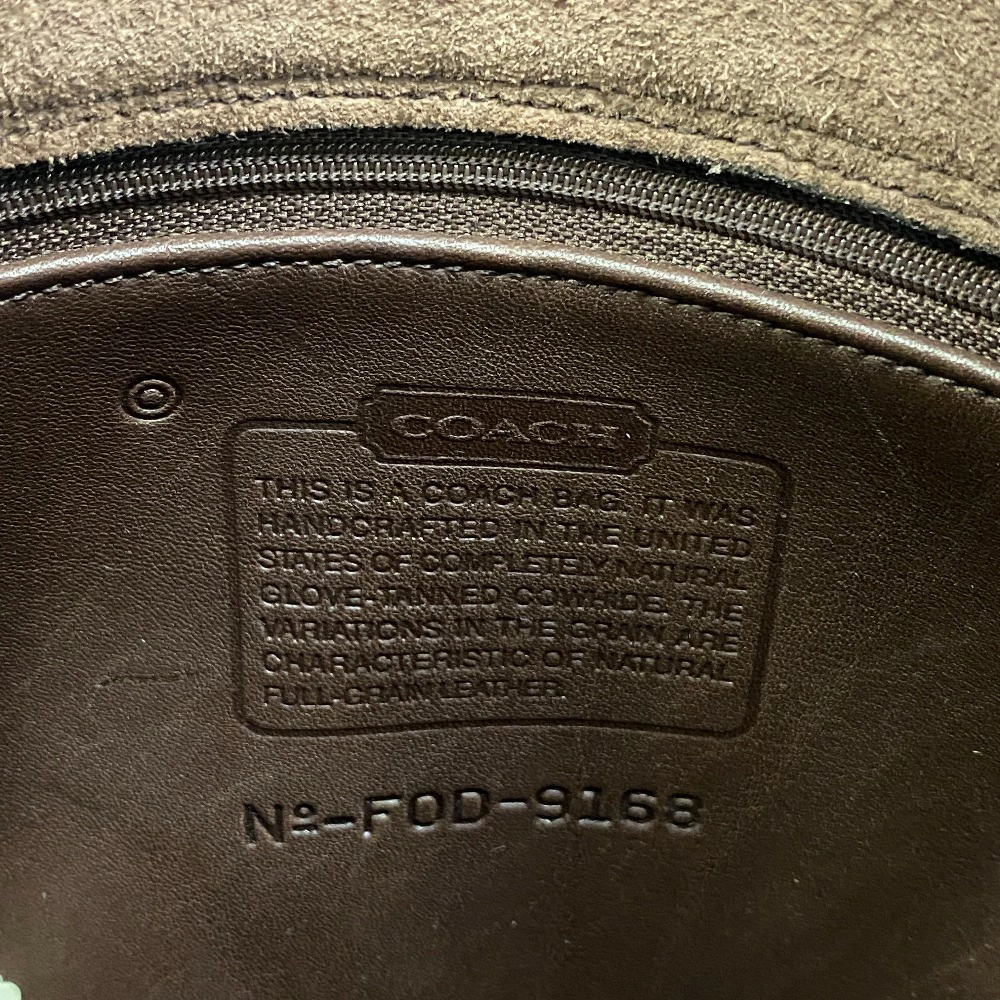 COACH
THIS IS A COACH BAG. IT WAS
HANDCRAFTED IN THE UNITED
STATES OF COMPLETELY NATURAL
GLOVE-TANNED COWHIDE. THE
VARIATIONS IN THE GRAIN ARE
CHARACTERISTIC OF NATURAL
FULL-GRAIN LEATHER.
Nº-FOD-9168